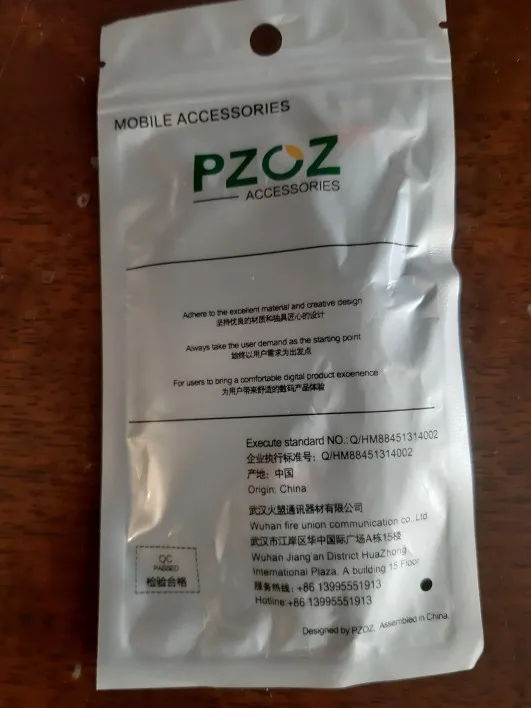 MOBILE ACCESSORIES
PZOZ
ACCESSORIES
Adhere to the excellent material and creative design
坚持优良的材质和独具匠心的设计
Always take the user demand as the starting point
始终以用户需求为出发点
For users to bring a comfortable digital product exoenence
为用户带来舒适的数码产品体验
Execute standard NO.: Q/HM88451314002
企业执行标准号: Q/HM88451314002
产地: 中国
Origin: China
武汉火盟通讯器材有限公司
Wuhan fire union communication co., Ltd.
武汉市江岸区华中国际广场A栋15楼
Wuhan Jiang'an District HuaZhong
International Plaza, A building 15 Floor
服务热线: +86 13995551913
Hotline:+86 13995551913
QC
PASSED
检验合格
Designed by PZOZ, Assembled in China.